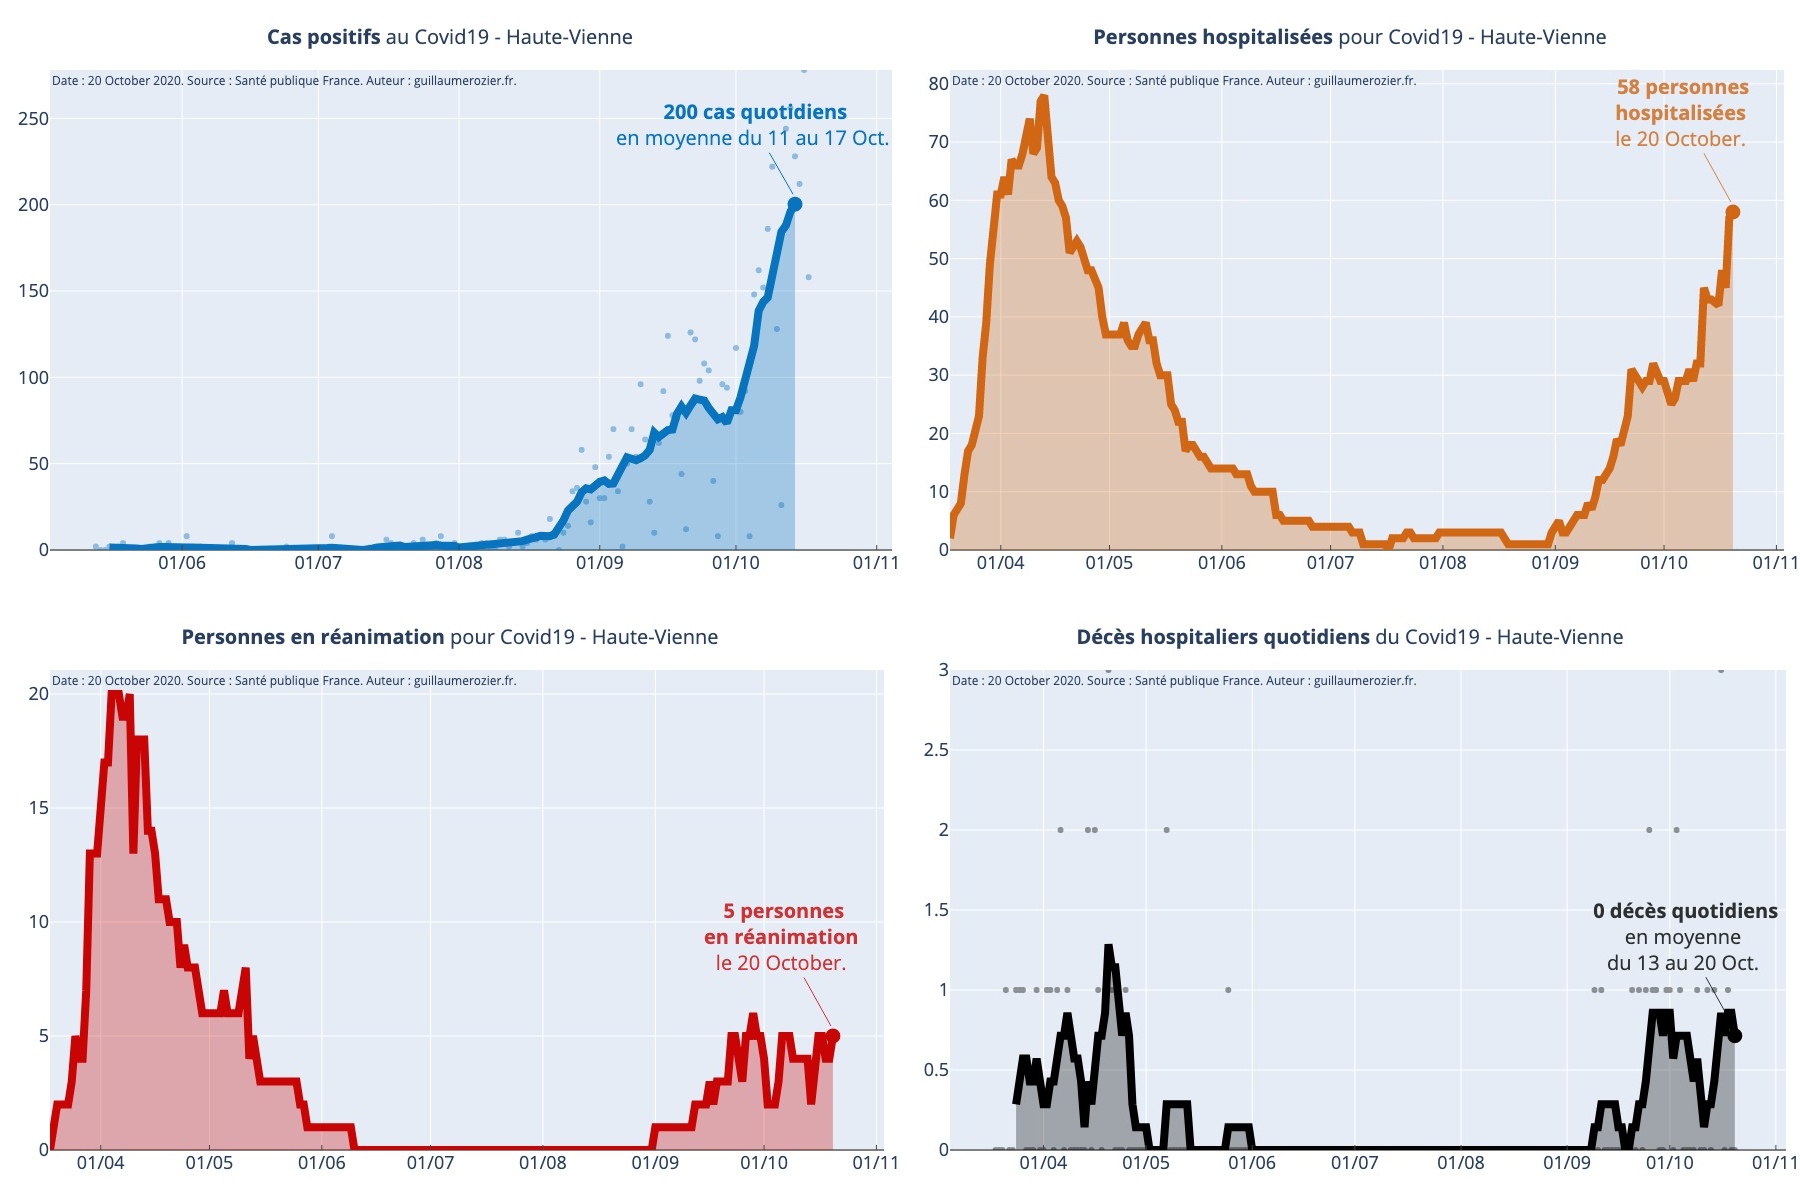 Cas positifs au Covid19 - Haute-Vienne
Date : 20 October 2020. Source : Santé publique France. Auteur : guillaumerozier.fr.
200 cas quotidiens
en moyenne du 11 au 17 Oct.
250
200
150
100
50
0
01/06 01/07 01/08 01/09 01/10 01/11
Personnes hospitalisées pour Covid19 - Haute-Vienne
Date : 20 October 2020. Source : Santé publique France. Auteur : guillaumerozier.fr.
58 personnes
hospitalisées
le 20 October.
80
70
60
50
40
30
20
10
0
01/04 01/05 01/06 01/07 01/08 01/09 01/10 01/11
Personnes en réanimation pour Covid19 - Haute-Vienne
Date : 20 October 2020. Source : Santé publique France. Auteur : guillaumerozier.fr.
5 personnes
en réanimation
le 20 October.
20
15
10
5
0
01/04 01/05 01/06 01/07 01/08 01/09 01/10 01/11
Décès hospitaliers quotidiens du Covid19 - Haute-Vienne
Date : 20 October 2020. Source : Santé publique France. Auteur : guillaumerozier.fr.
0 décès quotidiens
en moyenne
du 13 au 20 Oct.
3
2.5
2
1.5
1
0.5
0
01/04 01/05 01/06 01/07 01/08 01/09 01/10 01/11